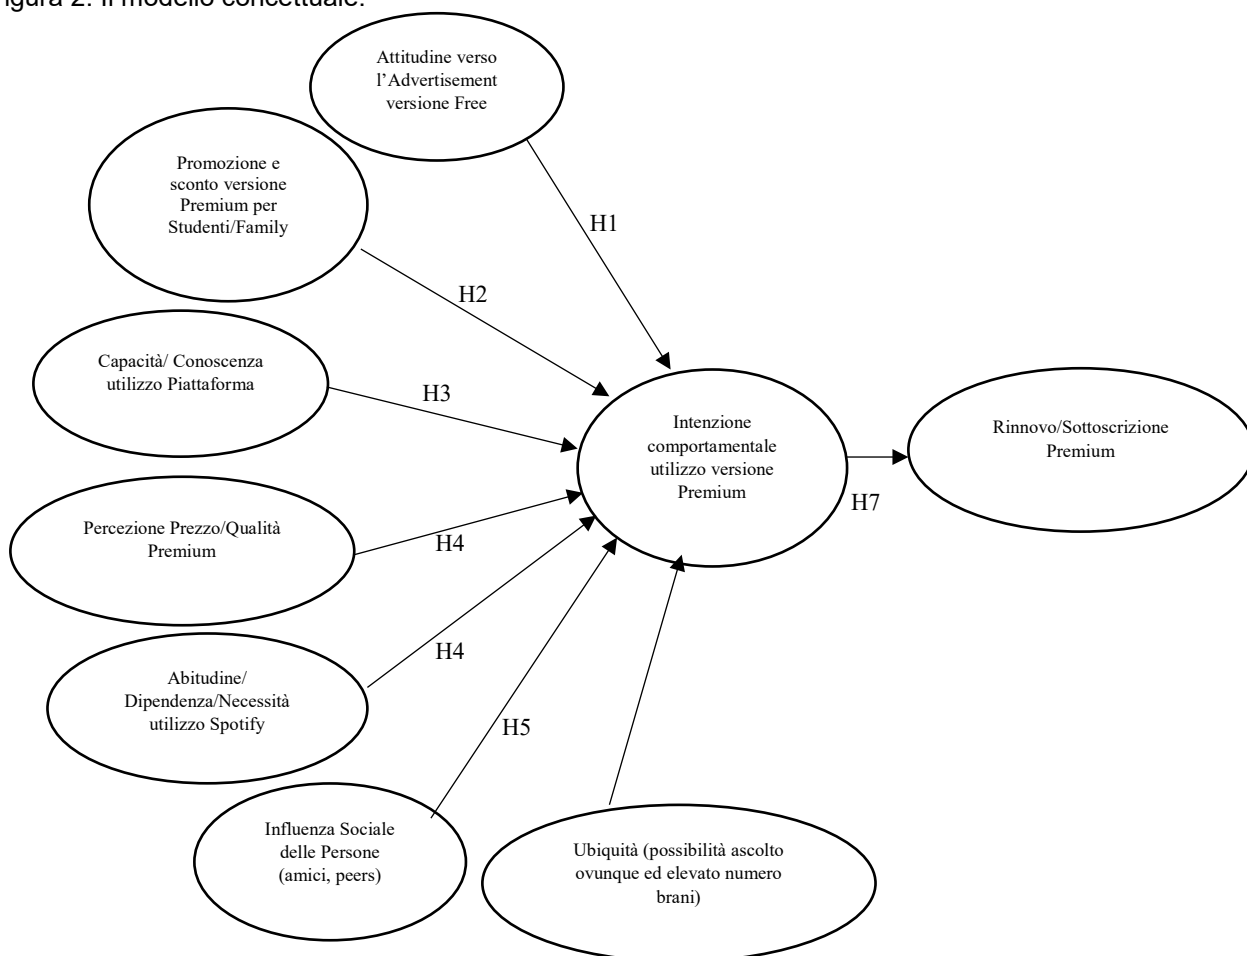 igura 2. Il modello concettuale.
Attitudine verso
l'Advertisement
versione Free
Promozione e
sconto versione
Premium per
Studenti/Family
H1
H2
Capacità/ Conoscenza
utilizzo Piattaforma
H3
Intenzione
comportamentale
utilizzo versione
Premium
Rinnovo/Sottoscrizione
Premium
H7
Percezione Prezzo/Qualità
Premium
H4
Abitudine/
Dipendenza/Necessità
utilizzo Spotify
H4
H5
Influenza Sociale
delle Persone
(amici, peers)
Ubiquità (possibilità ascolto
ovunque ed elevato numero
brani)